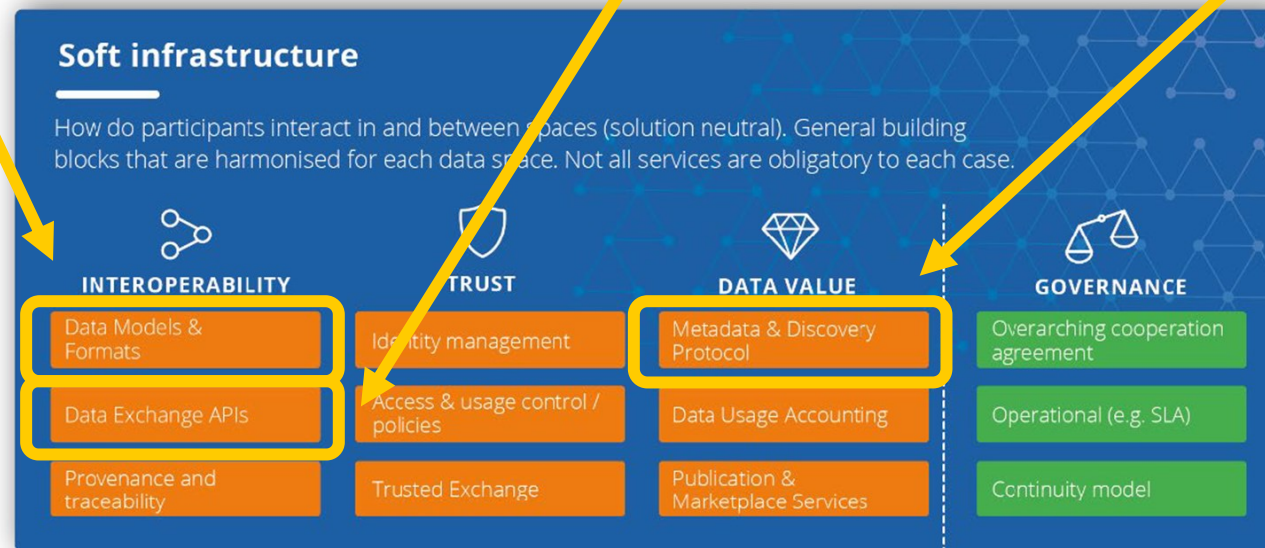 Soft infrastructure
How do participants interact in and between spaces (solution neutral). General building
blocks that are harmonised for each data space. Not all services are obligatory to each case.
INTEROPERABILITY
Data Models &
Formats
Data Exchange APIs
Provenance and
traceability
TRUST
Identity management
Access & usage control /
policies
Trusted Exchange
DATA VALUE
Metadata & Discovery
Protocol
Data Usage Accounting
Publication &
Marketplace Services
GOVERNANCE
Overarching cooperation
agreement
Operational (e.g. SLA)
Continuity model